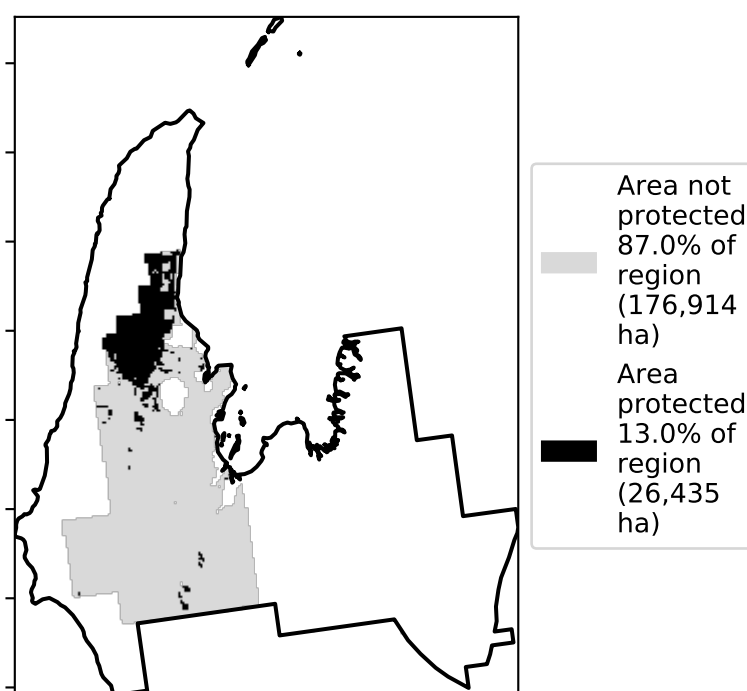 Area not
protected
87.0% of
region
(176,914
ha)
Area
protected
13.0% of
region
(26,435
ha)